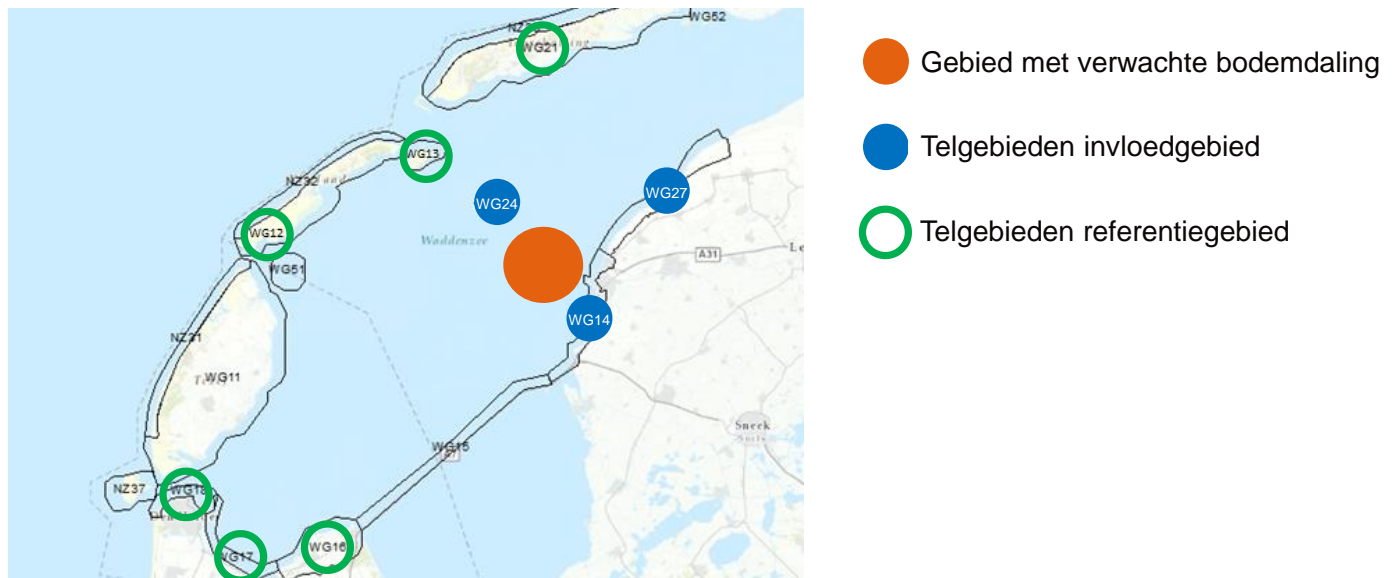 WG52
WG21
WG13
NZ32
WG24
WG27
WG12
Waddenzee
WG51
A31
NZ31
WG14
WG11
Sneek
WG15
NZ37
WG18
WG17
WG16
Gebied met verwachte bodemdaling
Telgebieden invloedgebied
Telgebieden referentiegebied